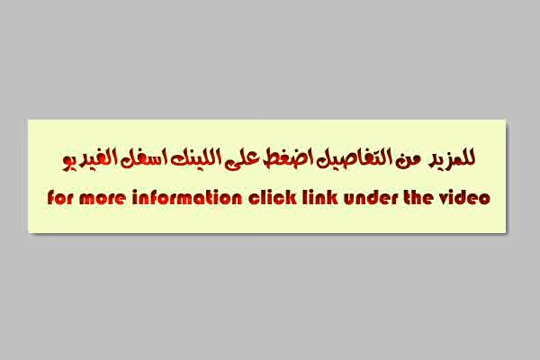 للمزيد من التفاصيل اضغط على اللينك اسفل الفيديو
for more information click link under the video